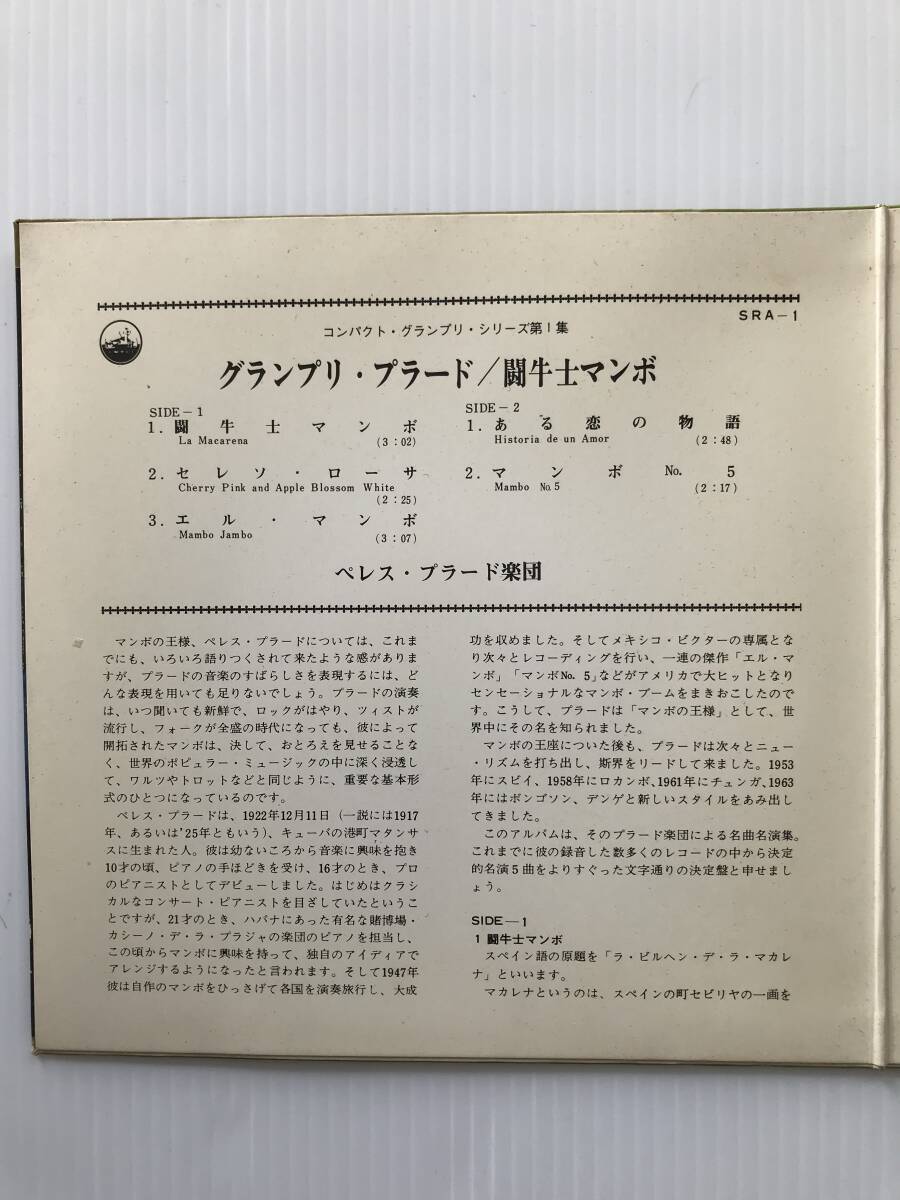 SRA-1
コンパクト・グランプリ・シリーズ第1集
グランプリ・プラード/闘牛士マンボ
SIDE-1
1. 闘牛士マンボ
La Macarena (3:02)
2. セレソ・ローサ
Cherry Pink and Apple Blossom White
(2:25)
3. エル・マンボ
Mambo Jambo (3:07)
SIDE-2
1. ある恋の物語
Historia de un Amor (2:48)
2. マンボ No. 5
Mambo No.5 (2:17)
ペレス・プラード楽団
マンボの王様、ペレス・プラードについては、これま
でにも、いろいろ語りつくされて来たような感がありま
すが、プラードの音楽のすばらしさを表現するには、ど
んな表現を用いても足りないでしょう。プラードの演奏
は、いつ聞いても新鮮で、ロックがはやり、ツィストが
流行し、フォークが全盛の時代になっても、彼によって
開拓されたマンボは、決して、おとろえを見せることな
く、世界のポピュラー・ミュージックの中に深く浸透し
て、ワルツやトロットなどと同じように、重要な基本形
式のひとつになっているのです。
ペレス・プラードは、1922年12月11日(一説には1917
年、あるいは'25年ともいう)、キューバの港町マタンサ
スに生まれた人。彼は幼ないころから音楽に興味を抱き
10才の頃、ピアノの手ほどきを受け、16才のとき、プロ
のピアニストとしてデビューしました。はじめはクラシ
カルなコンサート・ピアニストを目ざしていたというこ
とですが、21才のとき、ハバナにあった有名な賭博場・
カシーノ・デ・ラ・プラジャの楽団のピアノを担当し、
この頃からマンボに興味を持って、独自のアイディアで
アレンジするようになったと言われます。そして1947年
彼は自作のマンボをひっさげて各国を演奏旅行し、大成
功を収めました。そしてメキシコ・ビクターの専属とな
り次々とレコーディングを行い、一連の傑作「エル・マ
ンボ」「マンボNo. 5」などがアメリカで大ヒットとなり
センセーショナルなマンボ・ブームをまきおこしたので
す。こうして、プラードは「マンボの王様」として、世
界中にその名を知られました。
マンボの王座についた後も、プラードは次々とニュー
・リズムを打ち出し、斯界をリードして来ました。1953
年にスビイ、1958年にロカンボ、1961年にチュンガ、1963
年にはボンゴソン、デンゲと新しいスタイルをあみ出し
てきました。
このアルバムは、そのプラード楽団による名曲名演集。
これまでに彼の録音した数多くのレコードの中から決定
的名演5曲をよりすぐった文字通りの決定盤と申せまし
ょう。
SIDE—1
1 闘牛士マンボ
スペイン語の原題を「ラ・ビルヘン・デ・ラ・マカレ
ナ」といいます。
マカレナというのは、スペインの町セビリヤの一画を